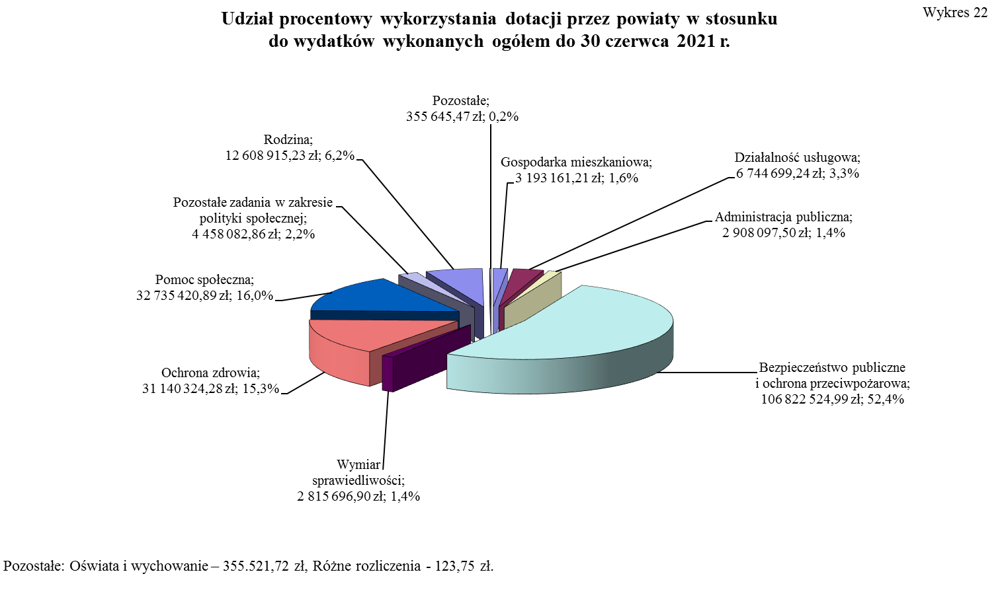 Wykres 22
Udział procentowy wykorzystania dotacji przez powiaty w stosunku
do wydatków wykonanych ogółem do 30 czerwca 2021 r.
Pozostałe;
355 645,47 zł; 0,2%
Rodzina;
12 608 915,23 zł; 6,2%
Gospodarka mieszkaniowa;
3 193 161,21 zł; 1,6%
Działalność usługowa;
6 744 699,24 zł; 3,3%
Pozostałe zadania w zakresie
polityki społecznej;
4 458 082,86 zł; 2,2%
Administracja publiczna;
2 908 097,50 zł; 1,4%
Pomoc społeczna;
32 735 420,89 zł; 16,0%
Ochrona zdrowia;
31 140 324,28 zł; 15,3%
Bezpieczeństwo publiczne
i ochrona przeciwpożarowa;
106 822 524,99 zł; 52,4%
Wymiar
sprawiedliwości;
2 815 696,90 zł; 1,4%
Pozostałe: Oświata i wychowanie – 355.521,72 zł, Różne rozliczenia - 123,75 zł.